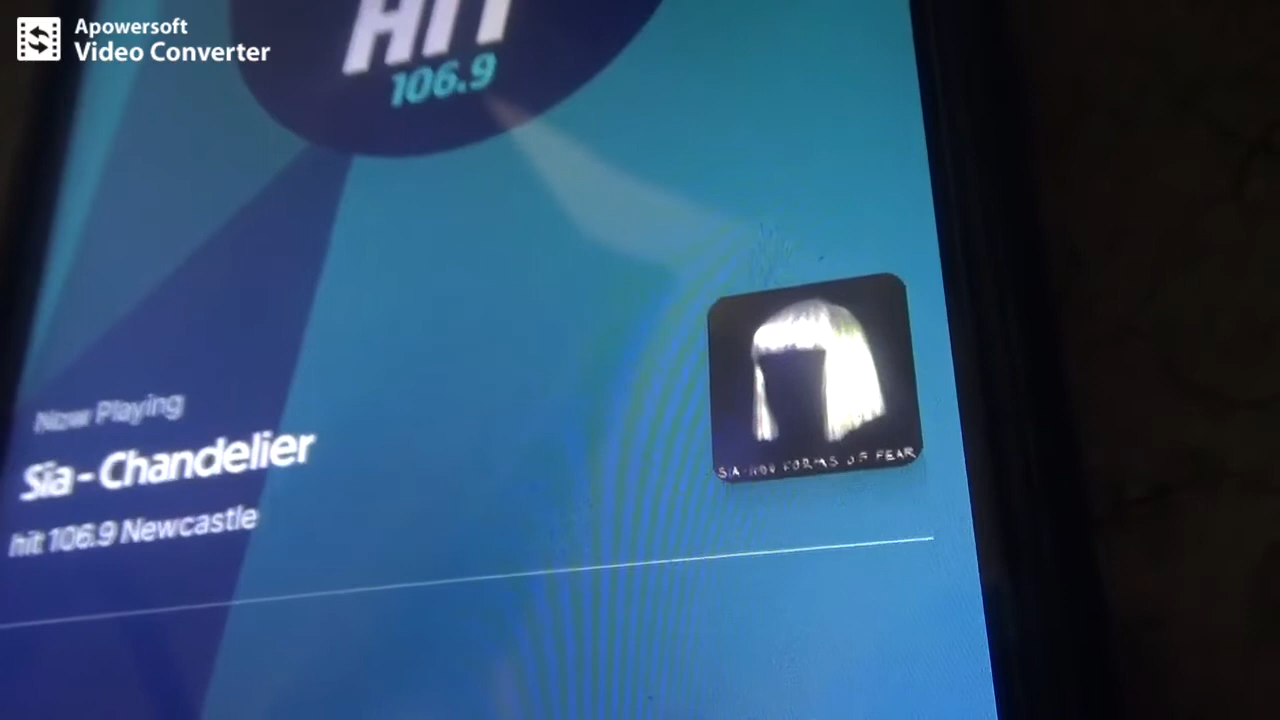 Apowersoft
Video Converter
HIT
106.9
Now Playing
Sia - Chandelier
hit 106.9 Newcastle
SIA - 1000 FORMS OF FEAR